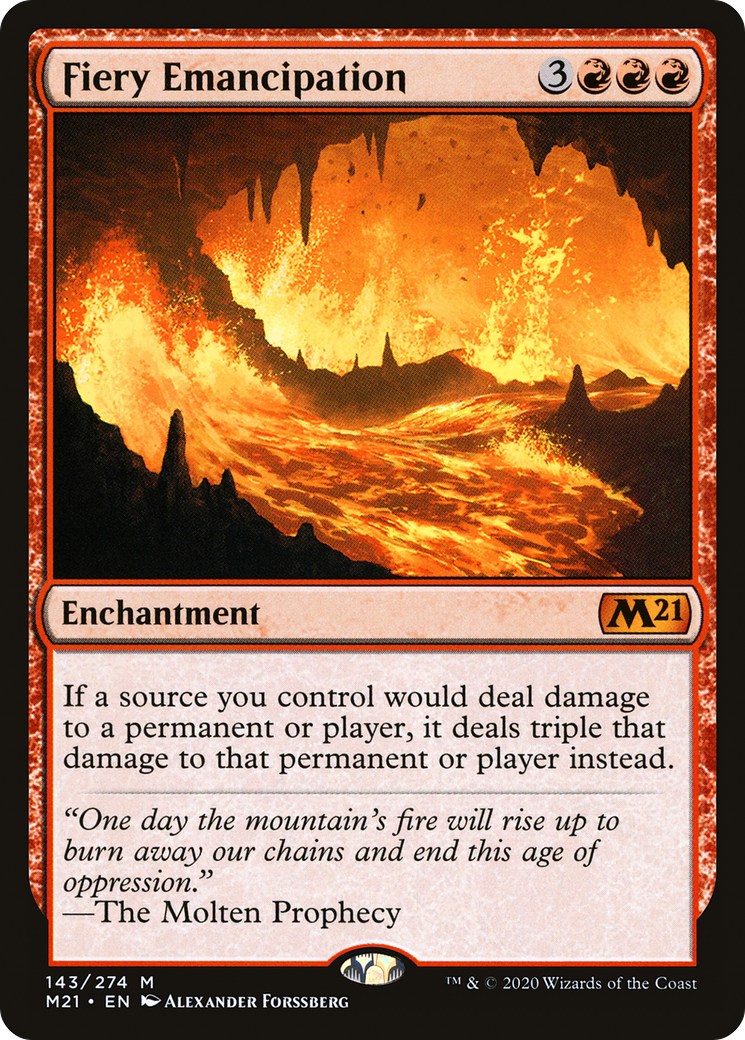 Fiery Emancipation
3
Enchantment
M21
If a source you control would deal damage
to a permanent or player, it deals triple that
damage to that permanent or player instead.
“One day the mountain’s fire will rise up to
burn away our chains and end this age of
oppression.”
—The Molten Prophecy
143/274 M
M21 • EN Alexander Forssberg
™ & © 2020 Wizards of the Coast